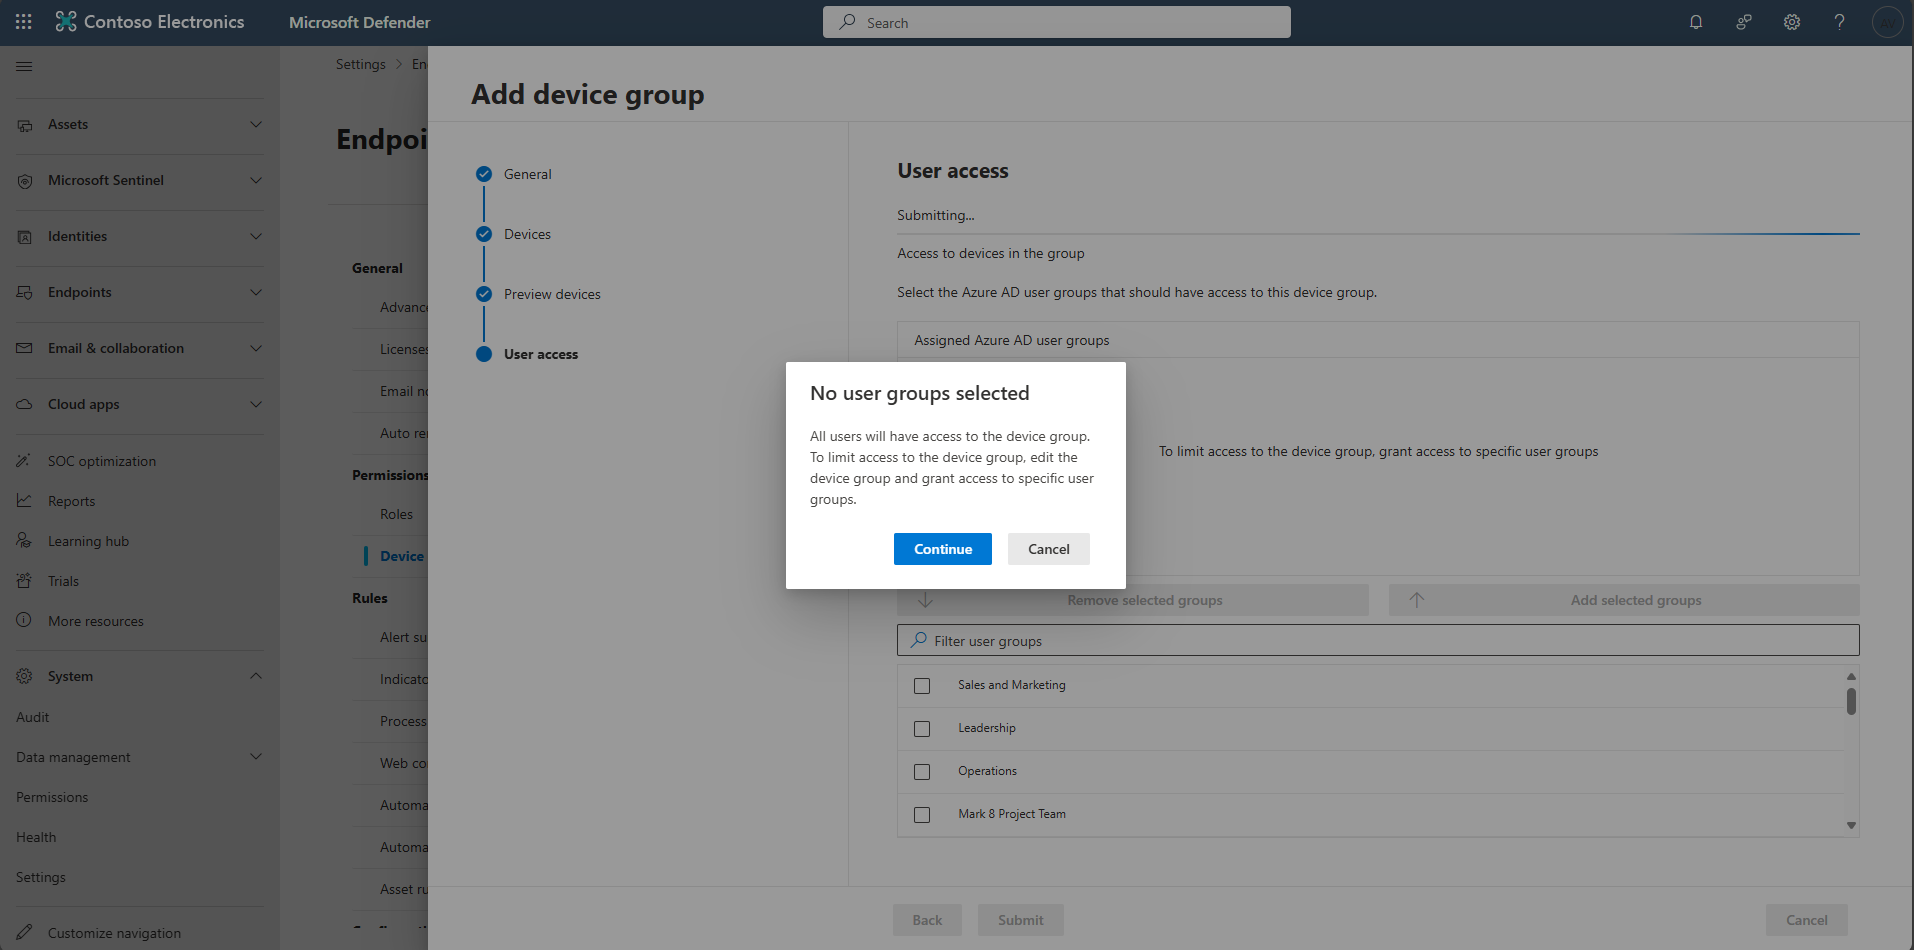 Contoso Electronics
Microsoft Defender
Search
Settings > En
Assets
Microsoft Sentinel
Identities
Endpoints
Email & collaboration
Cloud apps
SOC optimization
Reports
Learning hub
Trials
More resources
System
Audit
Data management
Permissions
Health
Settings
Customize navigation
Endpoi
General
Advance
Licenses
Email no
Auto re
Permissions
Roles
Device
Rules
Alert su
Indicato
Process
Web co
Automa
Automa
Asset ru
Add device group
General
Devices
Preview devices
User access
User access
Submitting...
Access to devices in the group
Select the Azure AD user groups that should have access to this device group.
Assigned Azure AD user groups
To limit access to the device group, grant access to specific user groups
No user groups selected
All users will have access to the device group.
To limit access to the device group, edit the
device group and grant access to specific user
groups.
Continue
Cancel
Remove selected groups
Add selected groups
Filter user groups
Sales and Marketing
Leadership
Operations
Mark 8 Project Team
Back
Submit
Cancel